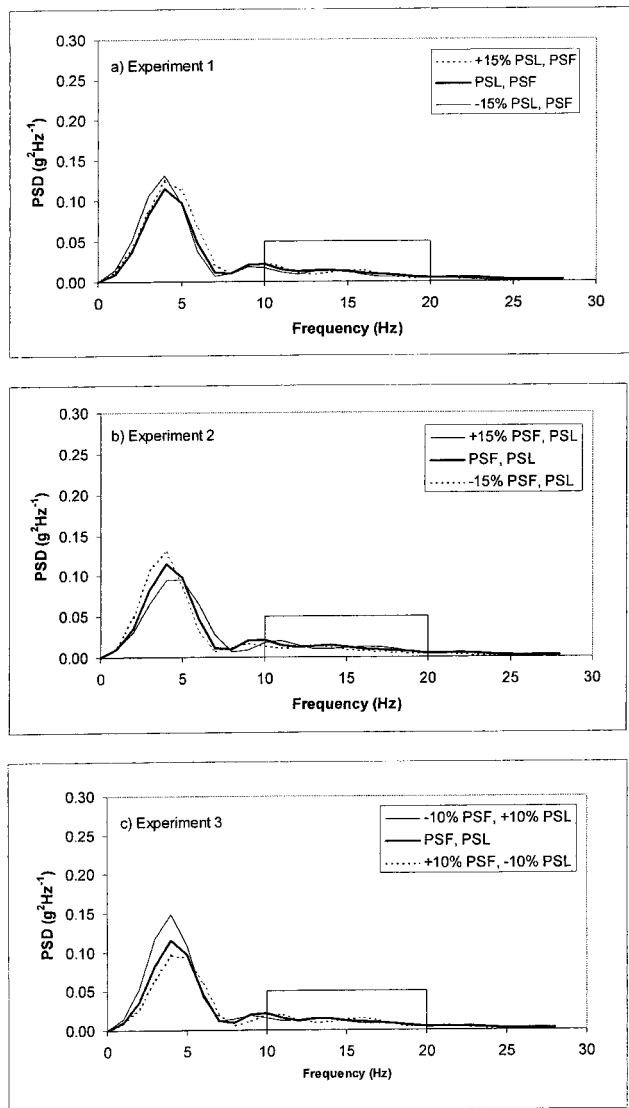 a) Experiment 1
+15% PSL, PSF
PSL, PSF
-15% PSL, PSF
PSD (g²Hz⁻¹)
0.30
0.25
0.20
0.15
0.10
0.05
0.00
0 5 10 15 20 25 30
Frequency (Hz)
b) Experiment 2
+15% PSF, PSL
PSF, PSL
-15% PSF, PSL
PSD (g²Hz⁻¹)
0.30
0.25
0.20
0.15
0.10
0.05
0.00
0 5 10 15 20 25 30
Frequency (Hz)
c) Experiment 3
-10% PSF, +10% PSL
PSF, PSL
+10% PSF, -10% PSL
PSD (g²Hz⁻¹)
0.30
0.25
0.20
0.15
0.10
0.05
0.00
0 5 10 15 20 25 30
Frequency (Hz)